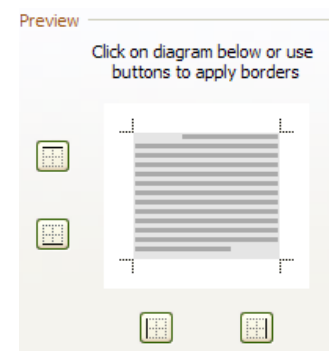 Preview
Click on diagram below or use
buttons to apply borders